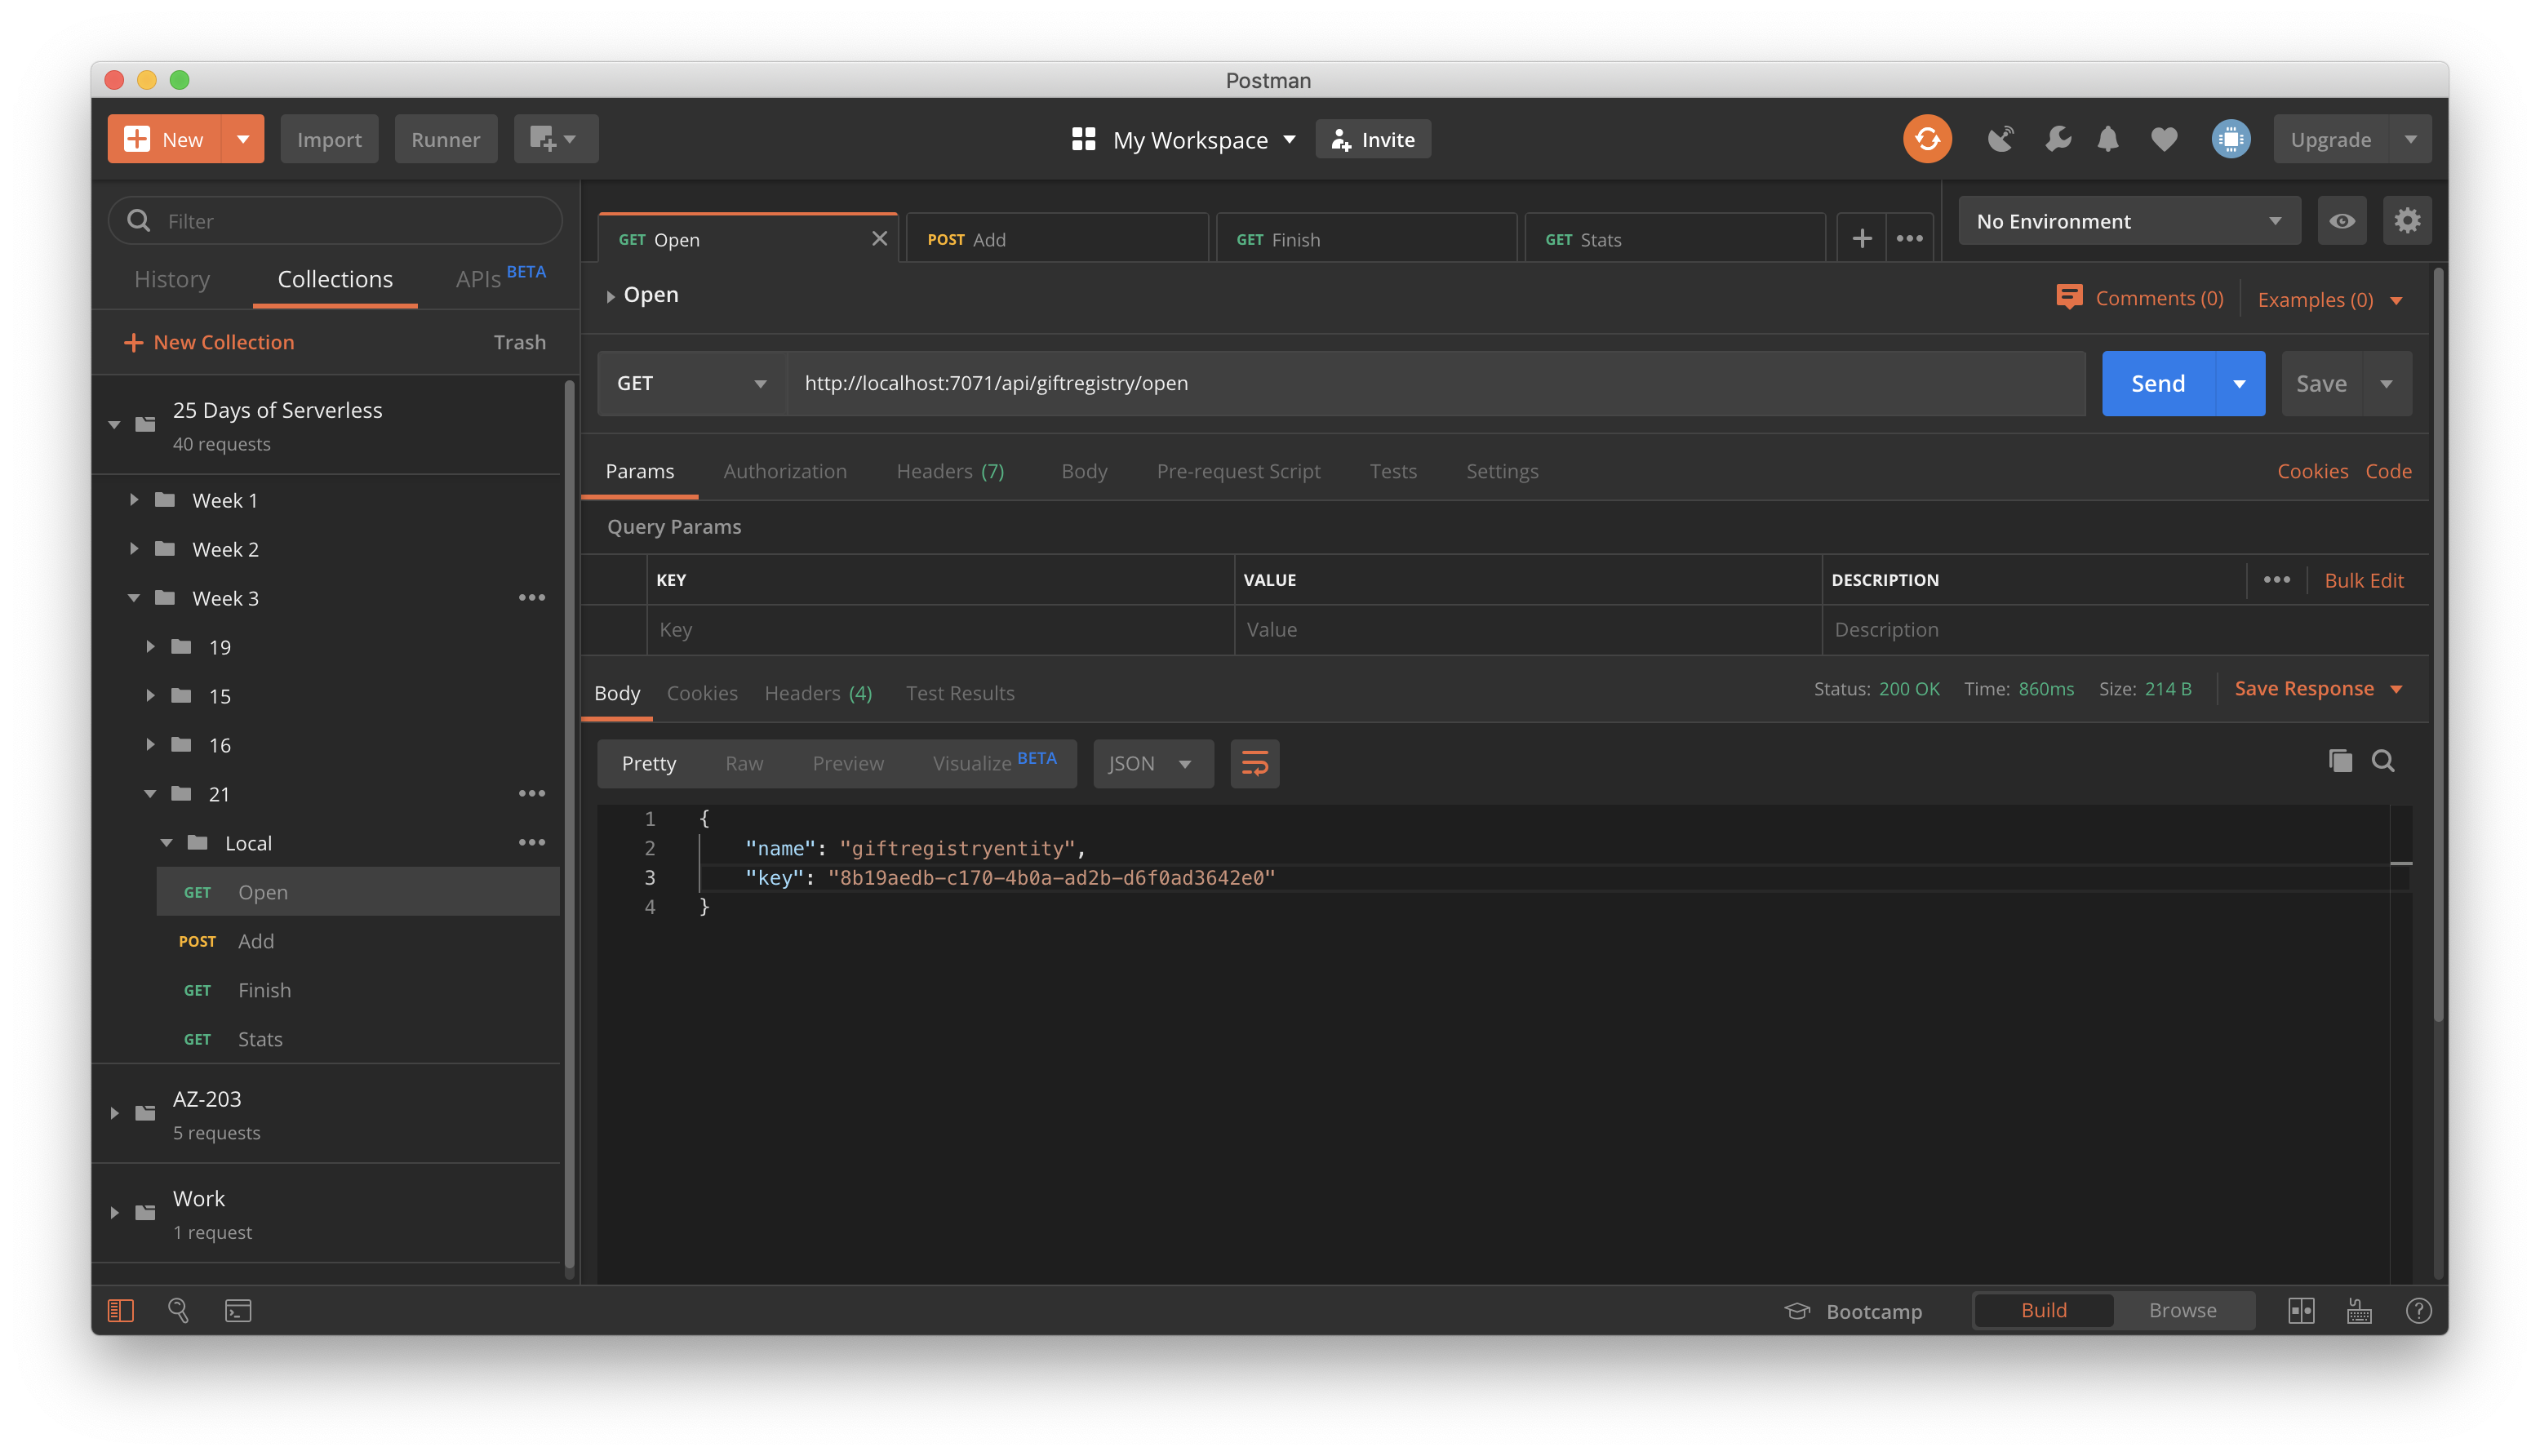 Postman
New Import Runner My Workspace Invite Upgrade
Filter
History Collections APIs BETA
New Collection Trash
25 Days of Serverless
40 requests
Week 1
Week 2
Week 3
19
15
16
21
Local
GET Open
POST Add
GET Finish
GET Stats
AZ-203
5 requests
Work
1 request
GET Open POST Add GET Finish GET Stats No Environment
Open Comments (0) Examples (0)
GET http://localhost:7071/api/giftregistry/open Send Save
Params Authorization Headers (7) Body Pre-request Script Tests Settings Cookies Code
Query Params
KEY VALUE DESCRIPTION Bulk Edit
Key Value Description
Body Cookies Headers (4) Test Results Status: 200 OK Time: 860ms Size: 214 B Save Response
Pretty Raw Preview Visualize BETA JSON
1 {
2 "name": "giftregistryentity",
3 "key": "8b19aedb-c170-4b0a-ad2b-d6f0ad3642e0"
4 }
Bootcamp Build Browse